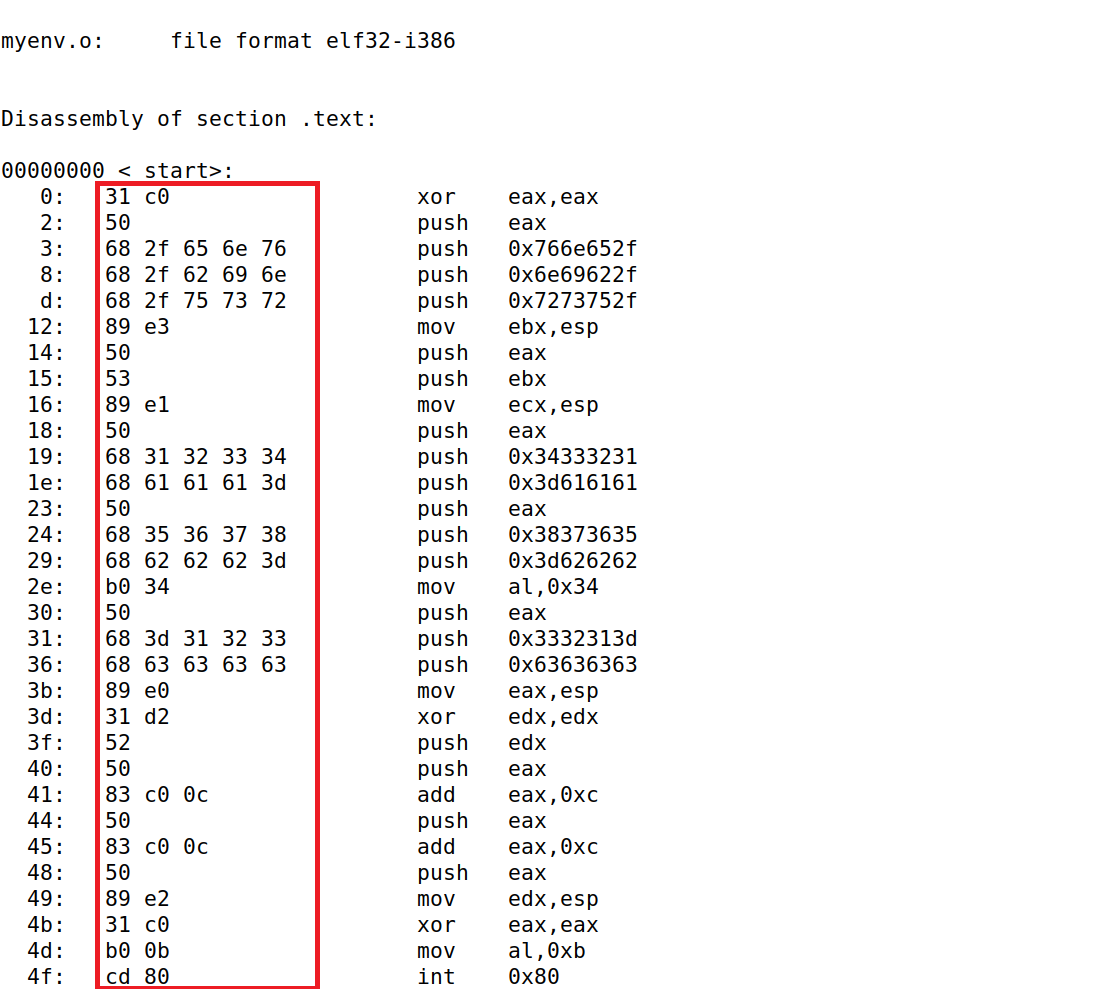 myenv.o:     file format elf32-i386
Disassembly of section .text:
00000000 < start>:
   0:   31 c0                   xor    eax,eax
   2:   50                      push   eax
   3:   68 2f 65 6e 76          push   0x766e652f
   8:   68 2f 62 69 6e          push   0x6e69622f
   d:   68 2f 75 73 72          push   0x7273752f
  12:   89 e3                   mov    ebx,esp
  14:   50                      push   eax
  15:   53                      push   ebx
  16:   89 e1                   mov    ecx,esp
  18:   50                      push   eax
  19:   68 31 32 33 34          push   0x34333231
  1e:   68 61 61 61 3d          push   0x3d616161
  23:   50                      push   eax
  24:   68 35 36 37 38          push   0x38373635
  29:   68 62 62 62 3d          push   0x3d626262
  2e:   b0 34                   mov    al,0x34
  30:   50                      push   eax
  31:   68 3d 31 32 33          push   0x3332313d
  36:   68 63 63 63 63          push   0x63636363
  3b:   89 e0                   mov    eax,esp
  3d:   31 d2                   xor    edx,edx
  3f:   52                      push   edx
  40:   50                      push   eax
  41:   83 c0 0c                add    eax,0xc
  44:   50                      push   eax
  45:   83 c0 0c                add    eax,0xc
  48:   50                      push   eax
  49:   89 e2                   mov    edx,esp
  4b:   31 c0                   xor    eax,eax
  4d:   b0 0b                   mov    al,0xb
  4f:   cd 80                   int    0x80